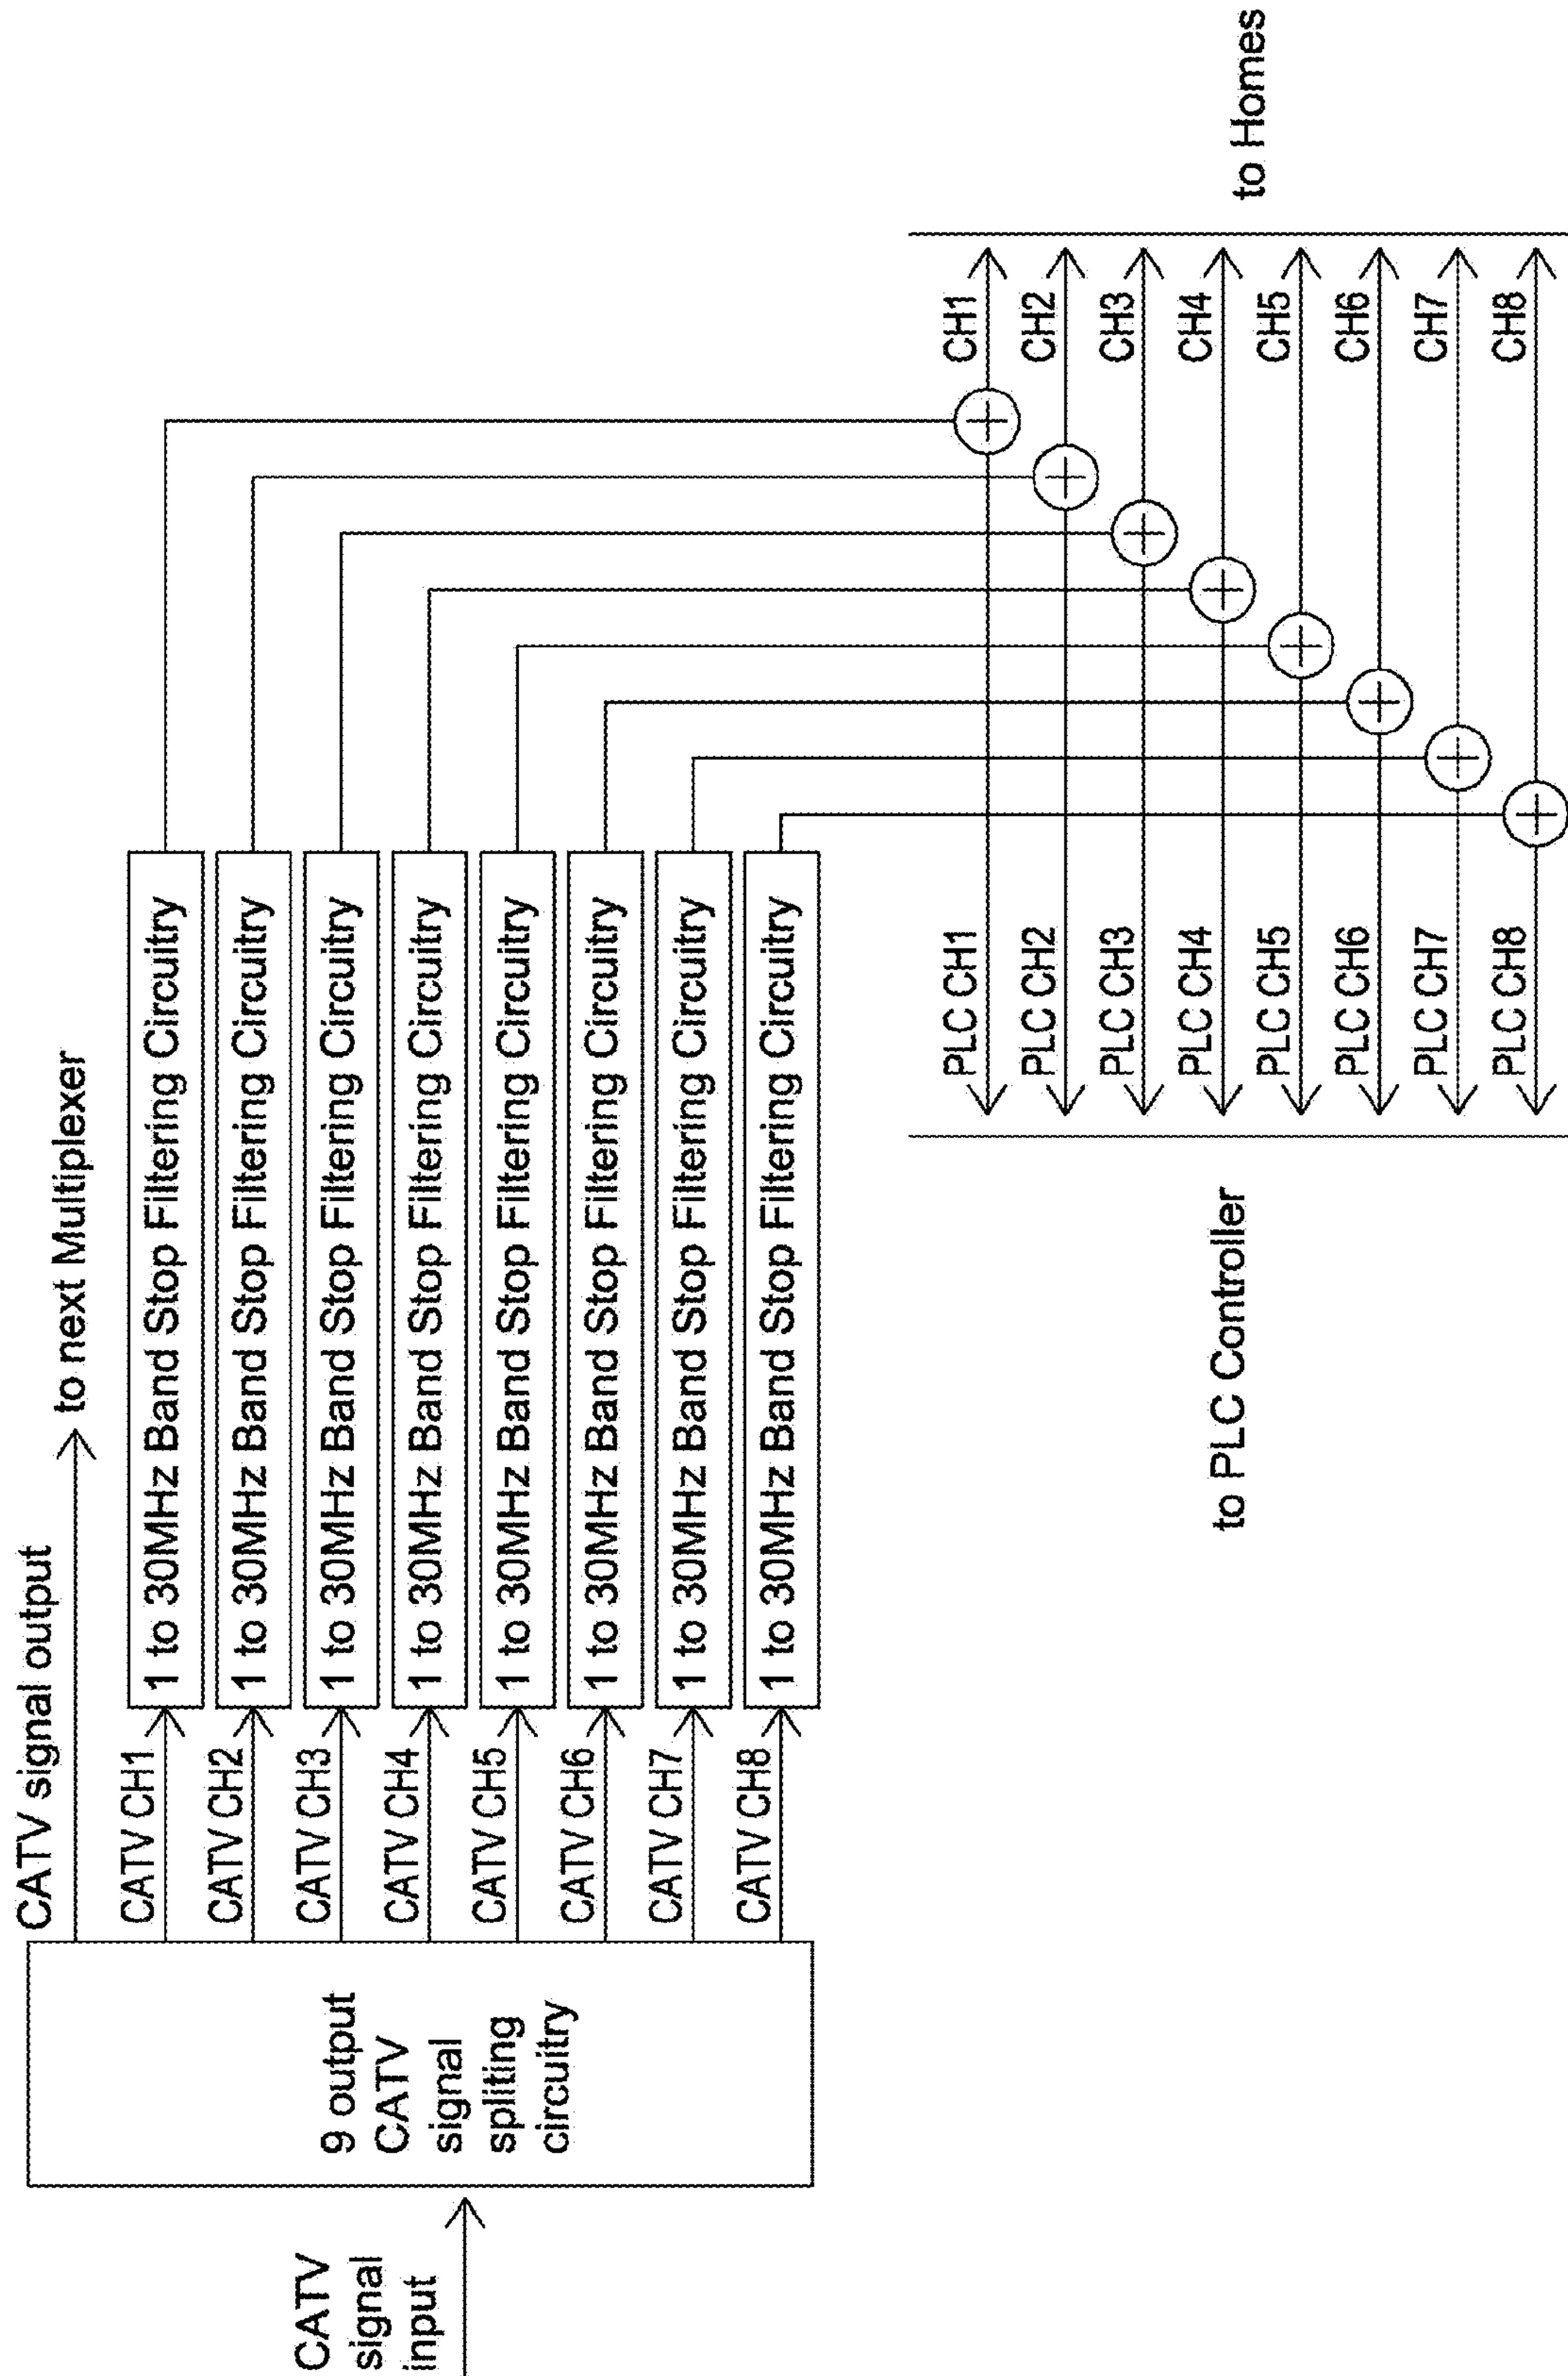 CATV signal output
to next Multiplexer
CATV
signal
input
9 output
CATV
signal
spliting
circuitry
CATV CH1
1 to 30MHz Band Stop Filtering Circuitry
CATV CH2
1 to 30MHz Band Stop Filtering Circuitry
CATV CH3
1 to 30MHz Band Stop Filtering Circuitry
CATV CH4
1 to 30MHz Band Stop Filtering Circuitry
CATV CH5
1 to 30MHz Band Stop Filtering Circuitry
CATV CH6
1 to 30MHz Band Stop Filtering Circuitry
CATV CH7
1 to 30MHz Band Stop Filtering Circuitry
CATV CH8
1 to 30MHz Band Stop Filtering Circuitry
PLC CH1
CH1
PLC CH2
CH2
PLC CH3
CH3
PLC CH4
CH4
PLC CH5
CH5
PLC CH6
CH6
PLC CH7
CH7
PLC CH8
CH8
to PLC Controller
to Homes